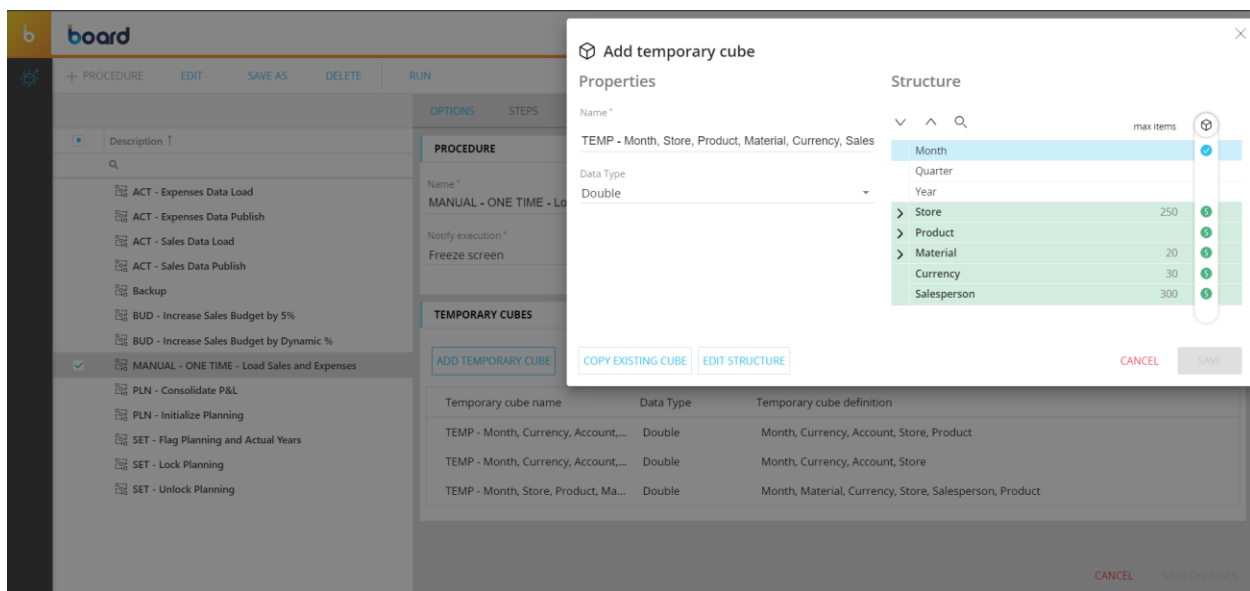 b board
+ PROCEDURE EDIT SAVE AS DELETE RUN
OPTIONS STEPS
Description
ACT - Expenses Data Load
ACT - Expenses Data Publish
ACT - Sales Data Load
ACT - Sales Data Publish
Backup
BUD - Increase Sales Budget by 5%
BUD - Increase Sales Budget by Dynamic %
MANUAL - ONE TIME - Load Sales and Expenses
PLN - Consolidate P&L
PLN - Initialize Planning
SET - Flag Planning and Actual Years
SET - Lock Planning
SET - Unlock Planning
PROCEDURE
Name *
MANUAL - ONE TIME - Lo
Notify execution *
Freeze screen
TEMPORARY CUBES
ADD TEMPORARY CUBE
Temporary cube name Data Type Temporary cube definition
TEMP - Month, Currency, Account,... Double Month, Currency, Account, Store, Product
TEMP - Month, Currency, Account,... Double Month, Currency, Account, Store
TEMP - Month, Store, Product, Ma... Double Month, Material, Currency, Store, Salesperson, Product
CANCEL SAVE CHANGES
Add temporary cube
Properties
Name *
TEMP - Month, Store, Product, Material, Currency, Sales
Data Type
Double
Structure
max items
Month
Quarter
Year
Store 250 S
Product S
Material 20 S
Currency 30 S
Salesperson 300 S
COPY EXISTING CUBE EDIT STRUCTURE CANCEL SAVE